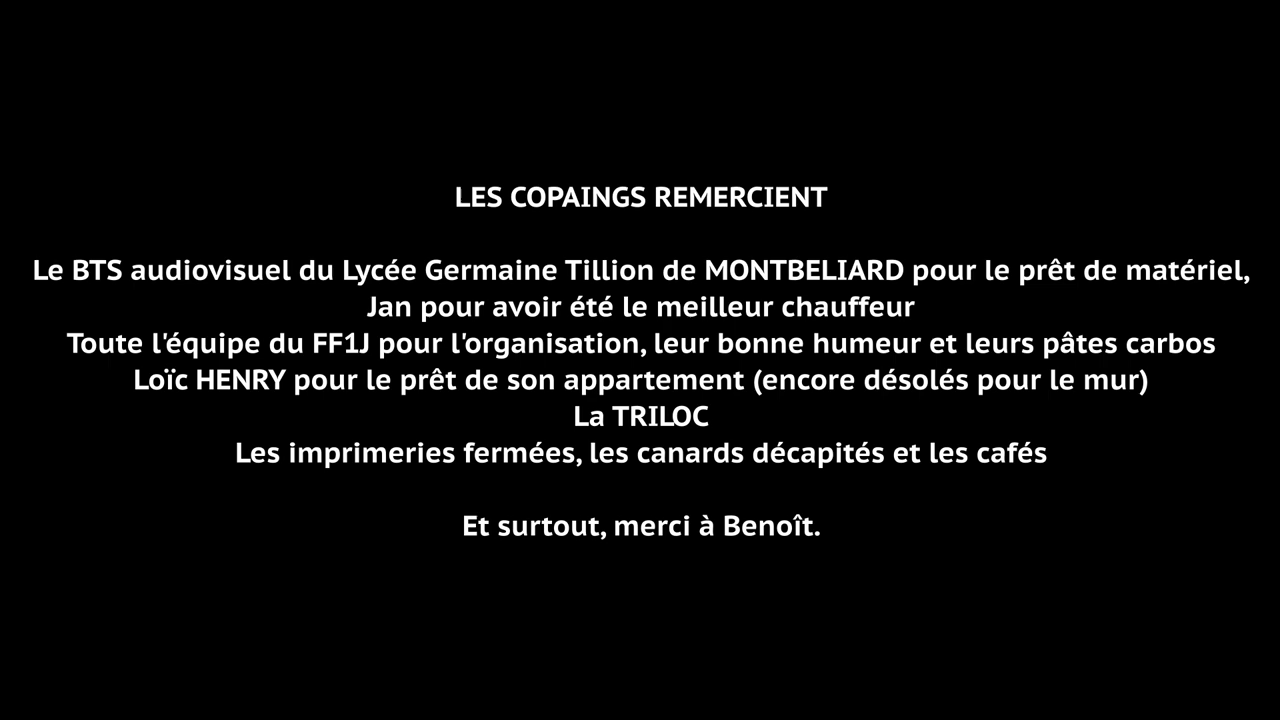 LES COPAINGS REMERCIENT
Le BTS audiovisuel du Lycée Germaine Tillion de MONTBELIARD pour le prêt de matériel,
Jan pour avoir été le meilleur chauffeur
Toute l'équipe du FF1J pour l'organisation, leur bonne humeur et leurs pâtes carbos
Loïc HENRY pour le prêt de son appartement (encore désolés pour le mur)
La TRILOC
Les imprimeries fermées, les canards décapités et les cafés
Et surtout, merci à Benoît.